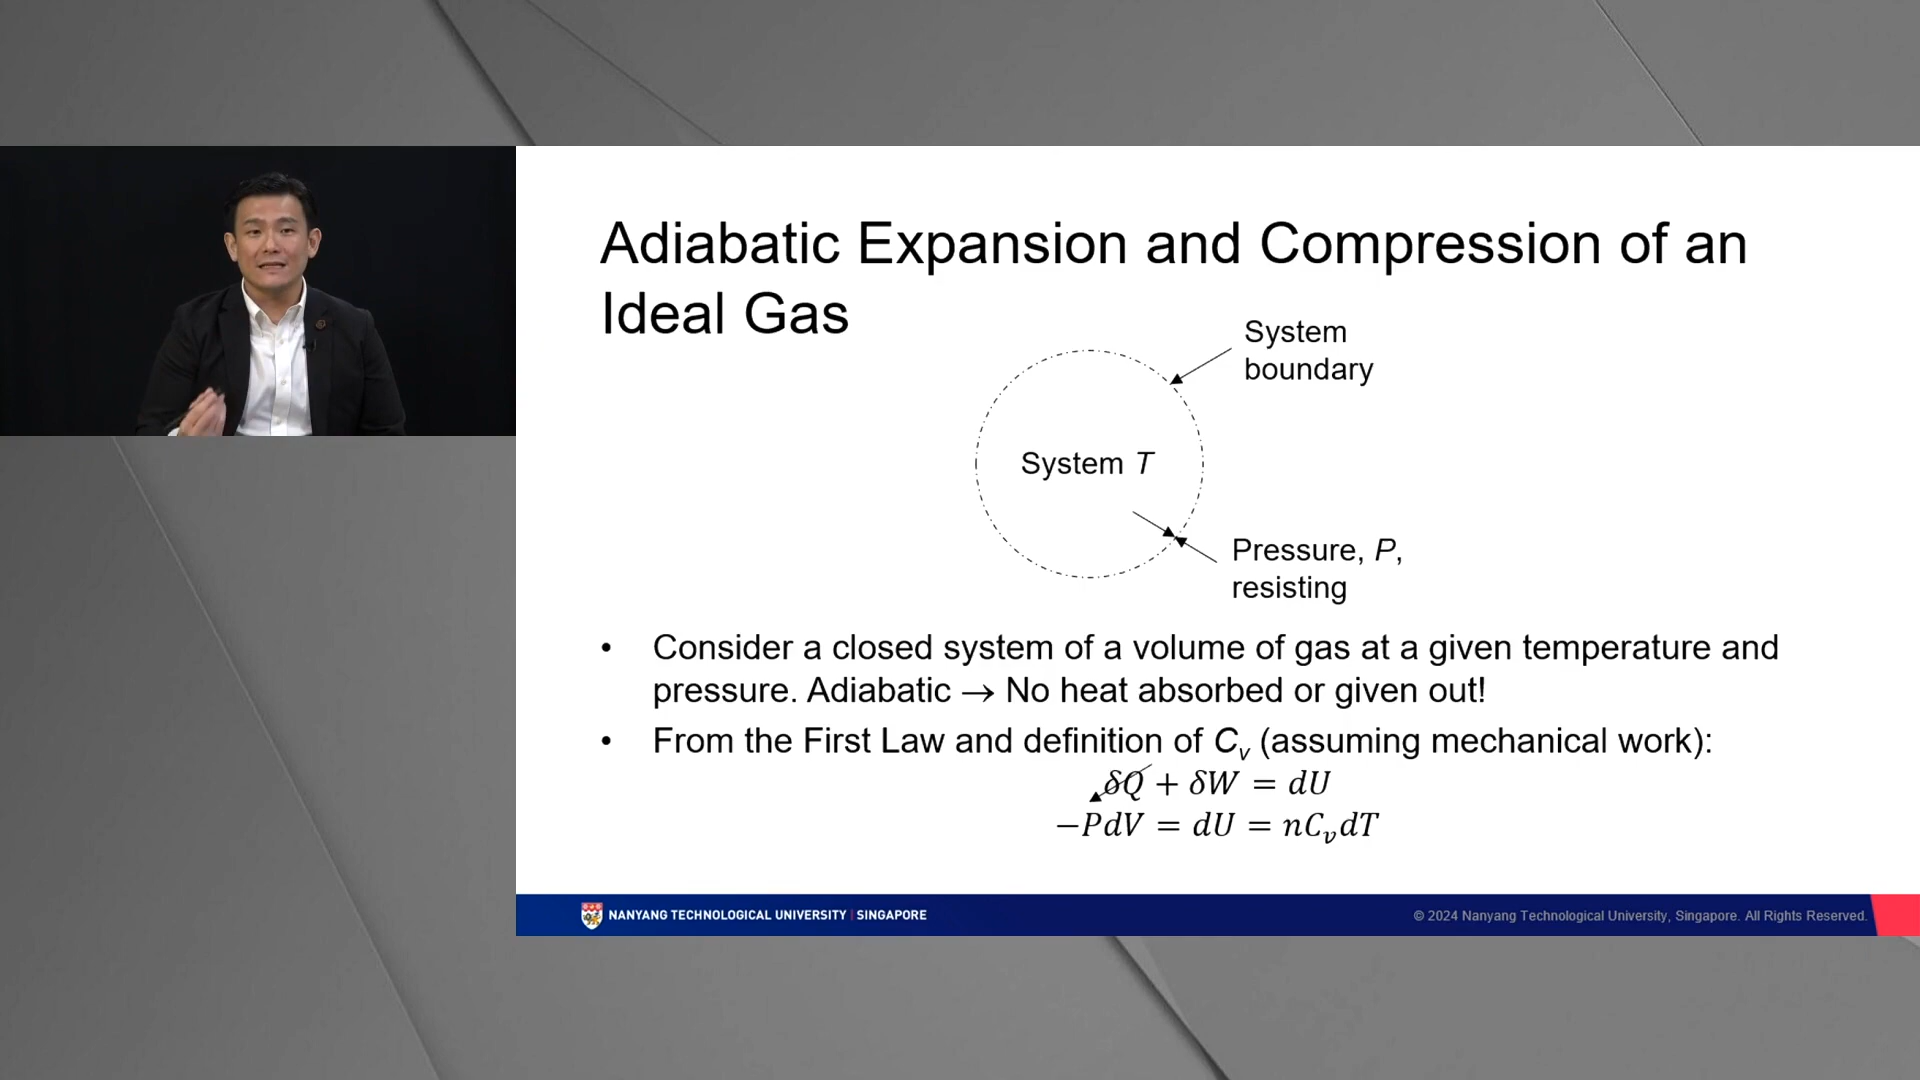 Adiabatic Expansion and Compression of an
Ideal Gas
System
boundary
System T
Pressure, P,
resisting
• Consider a closed system of a volume of gas at a given temperature and
pressure. Adiabatic → No heat absorbed or given out!
• From the First Law and definition of Cᵥ (assuming mechanical work):
δQ + δW = dU
−PdV = dU = nCᵥdT
NANYANG TECHNOLOGICAL UNIVERSITY | SINGAPORE
© 2024 Nanyang Technological University, Singapore. All Rights Reserved.